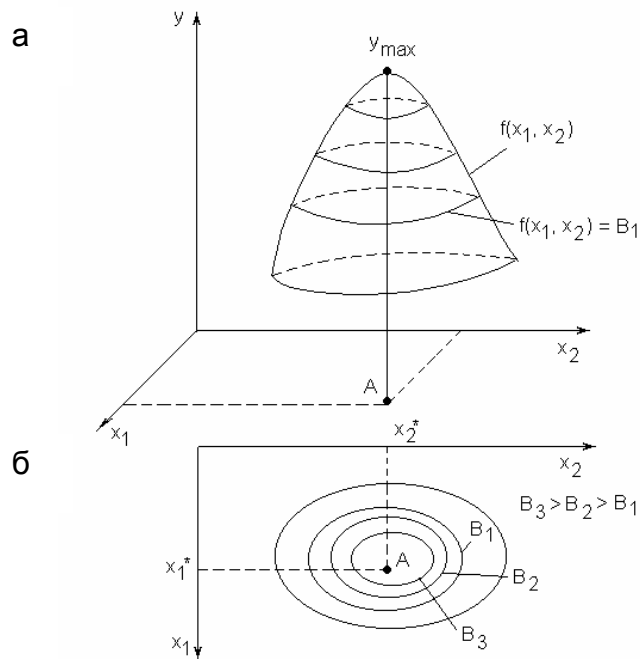 а
y
y_max
f(x_1, x_2)
f(x_1, x_2) = B_1
x_2
A
x_1
б
x_2^*
x_2
B_3 > B_2 > B_1
B_1
x_1^*
A
B_2
B_3
x_1